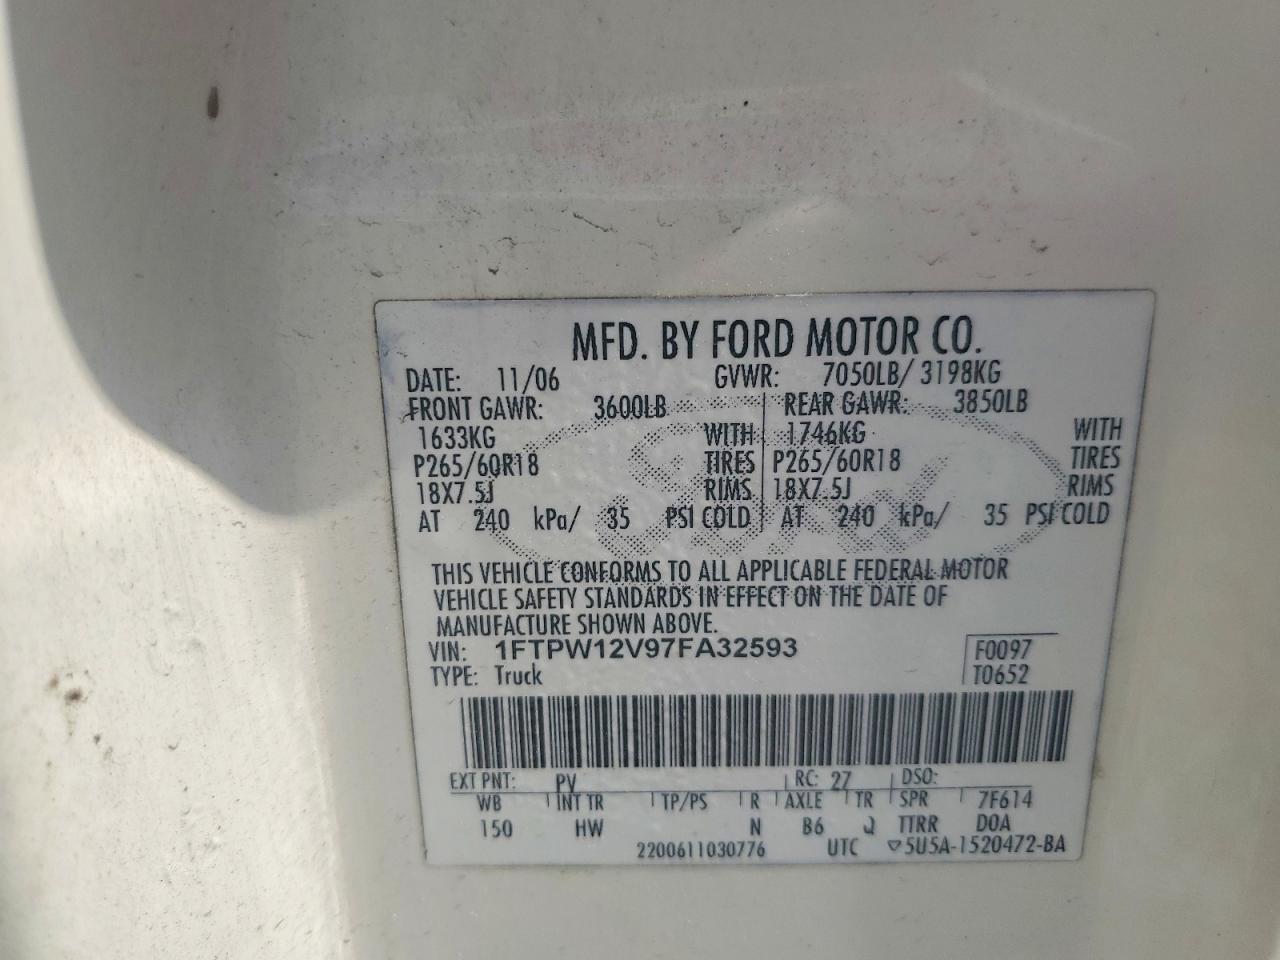 MFD. BY FORD MOTOR CO.
DATE: 11/06 GVWR: 7050LB/ 3198KG
FRONT GAWR: 3600LB REAR GAWR: 3850LB
1633KG WITH 1746KG WITH
P265/60R18 TIRES P265/60R18 TIRES
18X7.5J RIMS 18X7.5J RIMS
AT 240 kPa/ 35 PSI COLD AT 240 kPa/ 35 PSI COLD
THIS VEHICLE CONFORMS TO ALL APPLICABLE FEDERAL MOTOR
VEHICLE SAFETY STANDARDS IN EFFECT ON THE DATE OF
MANUFACTURE SHOWN ABOVE.
VIN: 1FTPW12V97FA32593 F0097
TYPE: Truck T0652
EXT PNT: PV RC: 27 DSO:
WB INT TR TP/PS R AXLE TR SPR 7F614
150 HW N B6 Q TTRR DOA
2200611030776 UTC ▽5U5A-1520472-BA